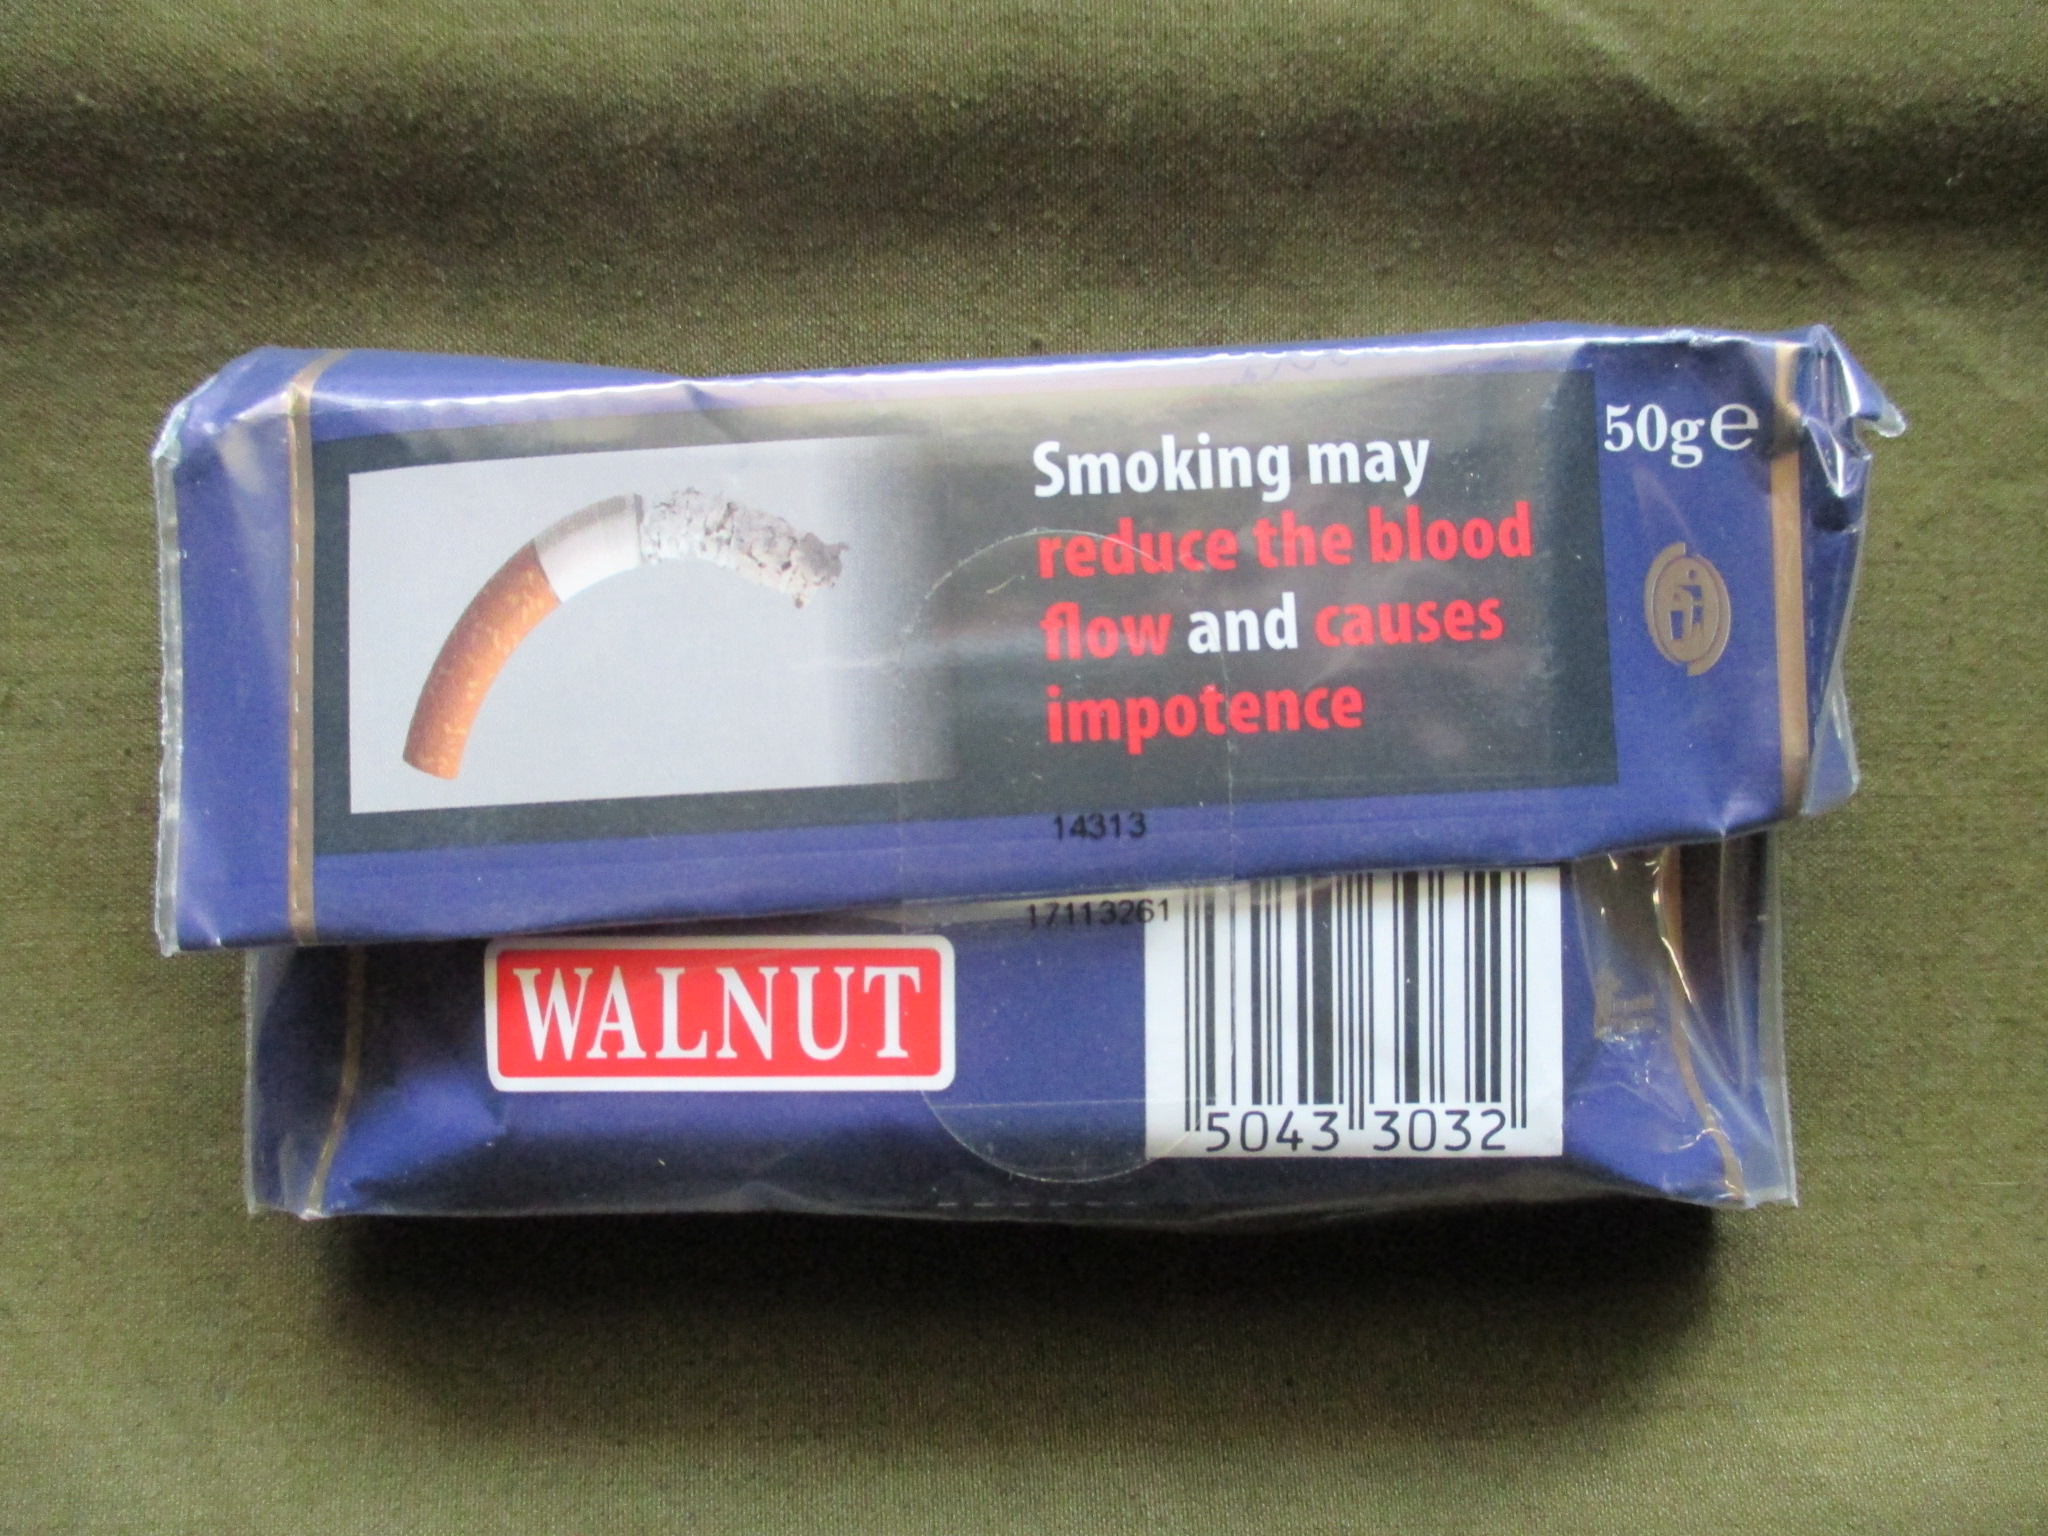 50g℮
Smoking may
reduce the blood
flow and causes
impotence
14313
17113261
WALNUT
5043 3032